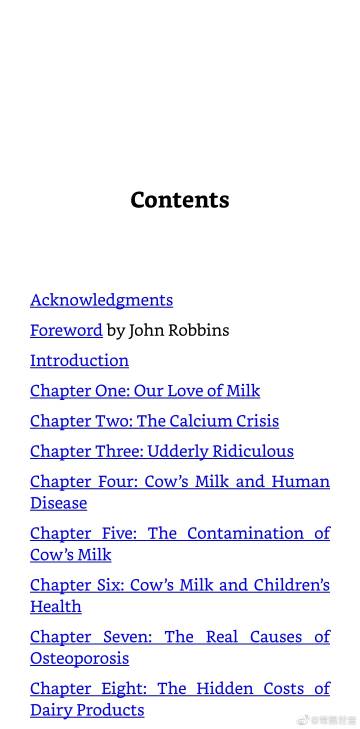 Contents
Acknowledgments
Foreword by John Robbins
Introduction
Chapter One: Our Love of Milk
Chapter Two: The Calcium Crisis
Chapter Three: Udderly Ridiculous
Chapter Four: Cow’s Milk and Human
Disease
Chapter Five: The Contamination of
Cow’s Milk
Chapter Six: Cow’s Milk and Children’s
Health
Chapter Seven: The Real Causes of
Osteoporosis
Chapter Eight: The Hidden Costs of
Dairy Products